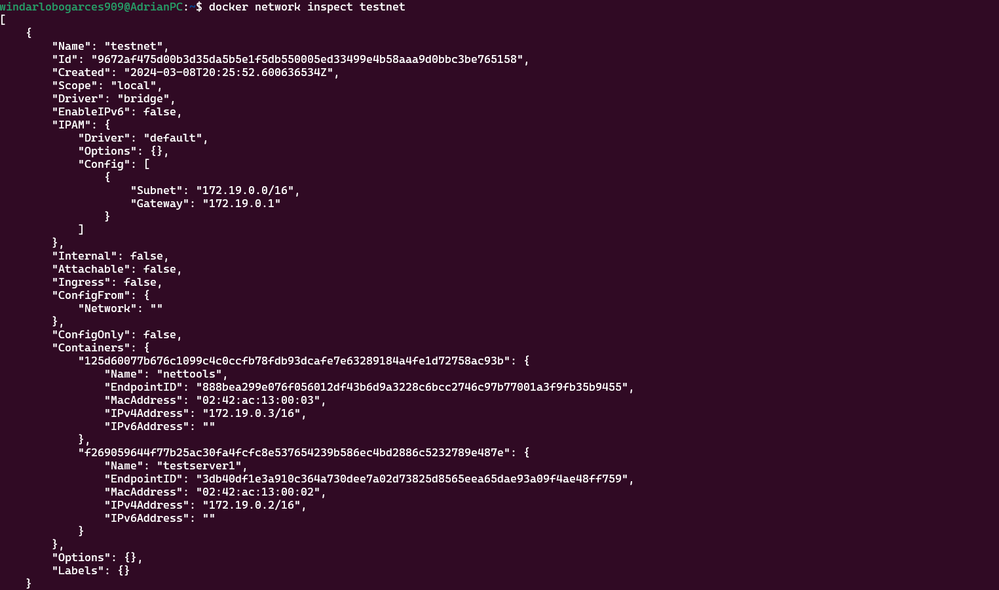 windarlobogarces909@AdrianPC:~$ docker network inspect testnet
[
    {
        "Name": "testnet",
        "Id": "9672af475d00b3d35da5b5e1f5db550005ed33499e4b58aaa9d0bbc3be765158",
        "Created": "2024-03-08T20:25:52.600636534Z",
        "Scope": "local",
        "Driver": "bridge",
        "EnableIPv6": false,
        "IPAM": {
            "Driver": "default",
            "Options": {},
            "Config": [
                {
                    "Subnet": "172.19.0.0/16",
                    "Gateway": "172.19.0.1"
                }
            ]
        },
        "Internal": false,
        "Attachable": false,
        "Ingress": false,
        "ConfigFrom": {
            "Network": ""
        },
        "ConfigOnly": false,
        "Containers": {
            "125d60077b676c1099c4c0ccfb78fdb93dcafe7e63289184a4fe1d72758ac93b": {
                "Name": "nettools",
                "EndpointID": "888bea299e076f056012df43b6d9a3228c6bcc2746c97b77001a3f9fb35b9455",
                "MacAddress": "02:42:ac:13:00:03",
                "IPv4Address": "172.19.0.3/16",
                "IPv6Address": ""
            },
            "f269059644f77b25ac30fa4fcfc8e537654239b586ec4bd2886c5232789e487e": {
                "Name": "testserver1",
                "EndpointID": "3db40df1e3a910c364a730dee7a02d73825d8565eea65dae93a09f4ae48ff759",
                "MacAddress": "02:42:ac:13:00:02",
                "IPv4Address": "172.19.0.2/16",
                "IPv6Address": ""
            }
        },
        "Options": {},
        "Labels": {}
    }